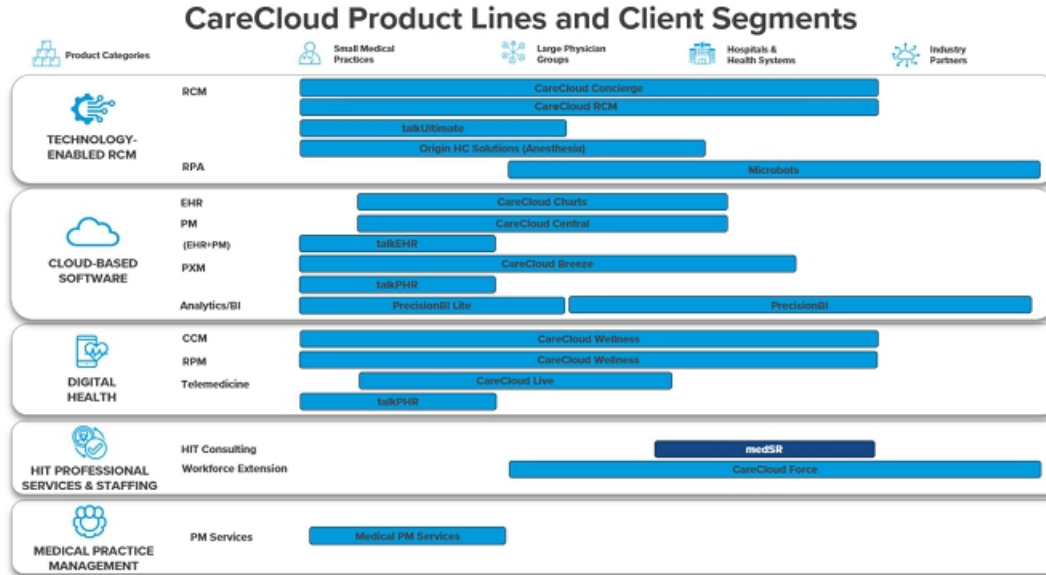 CareCloud Product Lines and Client Segments
Product Categories
Small Medical
Practices
Large Physician
Groups
Hospitals &
Health Systems
Industry
Partners
TECHNOLOGY-
ENABLED RCM
RCM
CareCloud Concierge
CareCloud RCM
talkUltimate
Origin HC Solutions (Anesthesia)
RPA
Microbots
CLOUD-BASED
SOFTWARE
EHR
CareCloud Charts
PM
CareCloud Central
(EHR+PM)
talkEHR
PXM
CareCloud Breeze
talkPHR
Analytics/BI
PrecisionBI Lite
PrecisionBI
DIGITAL
HEALTH
CCM
CareCloud Wellness
RPM
CareCloud Wellness
Telemedicine
CareCloud Live
talkPHR
HIT PROFESSIONAL
SERVICES & STAFFING
HIT Consulting
medSR
Workforce Extension
CareCloud Force
MEDICAL PRACTICE
MANAGEMENT
PM Services
Medical PM Services